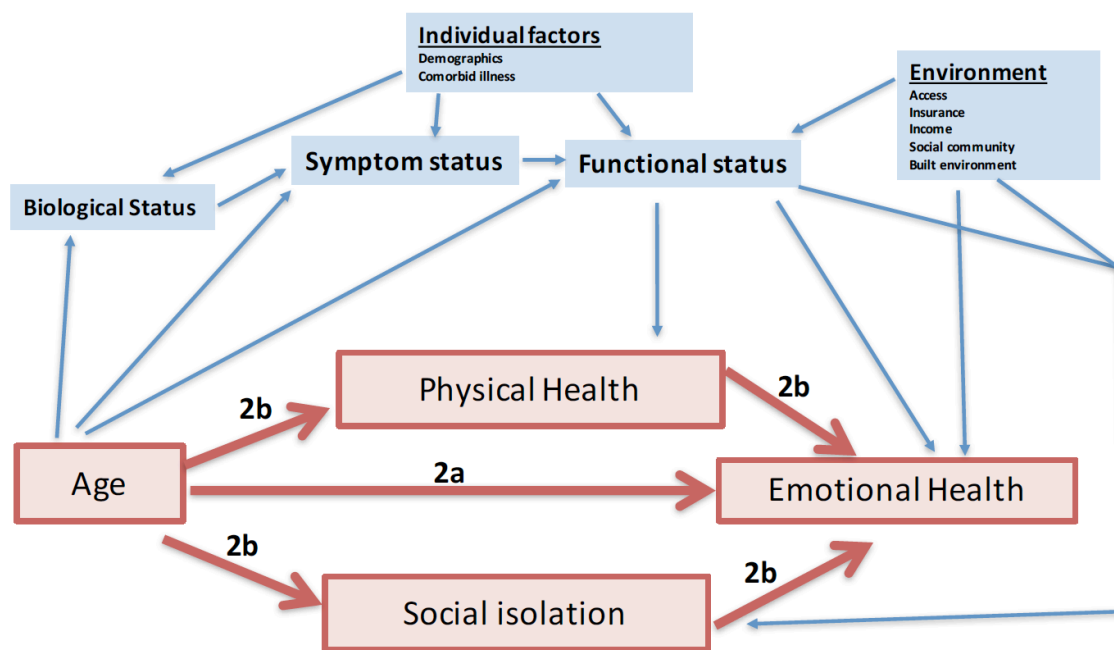 Individual factors
Demographics
Comorbid illness
Environment
Access
Insurance
Income
Social community
Built environment
Symptom status
Functional status
Biological Status
Physical Health
2b
2b
2a
Age
Emotional Health
2b
2b
Social isolation